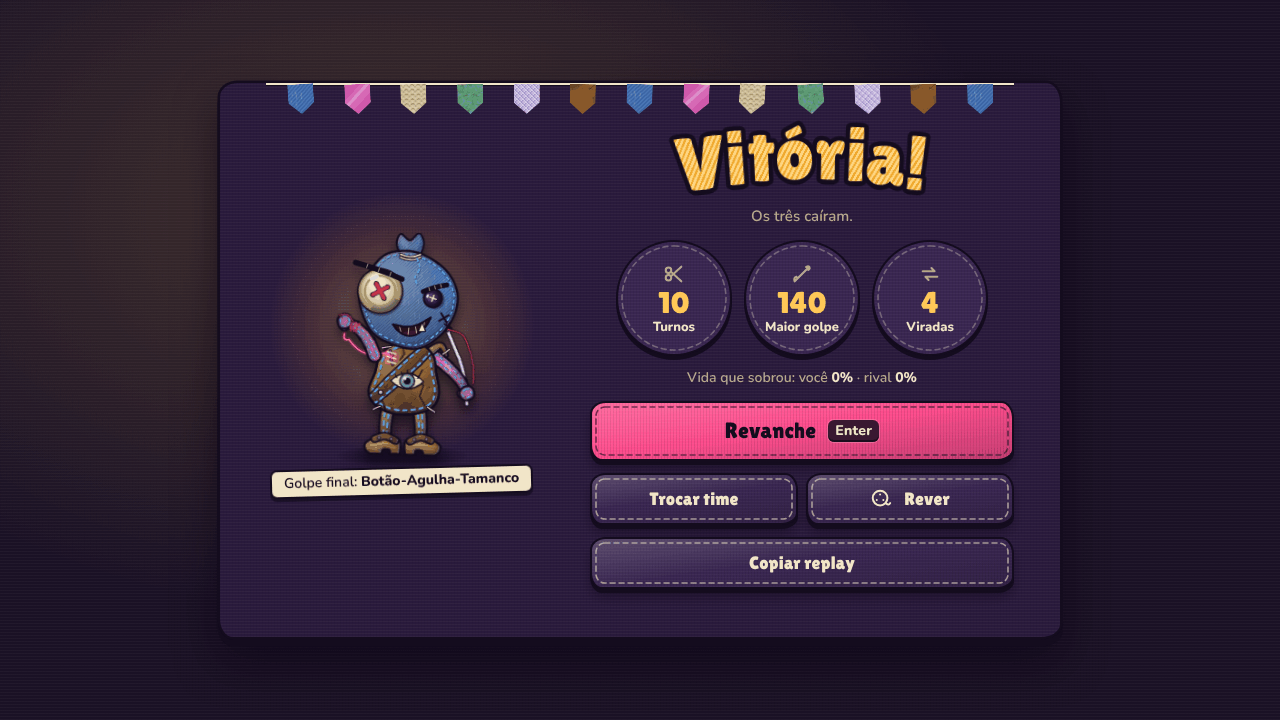 Vitória!
Os três caíram.
10
Turnos
140
Maior golpe
4
Viradas
Vida que sobrou: você 0% · rival 0%
Revanche Enter
Golpe final: Botão-Agulha-Tamanco
Trocar time
Rever
Copiar replay